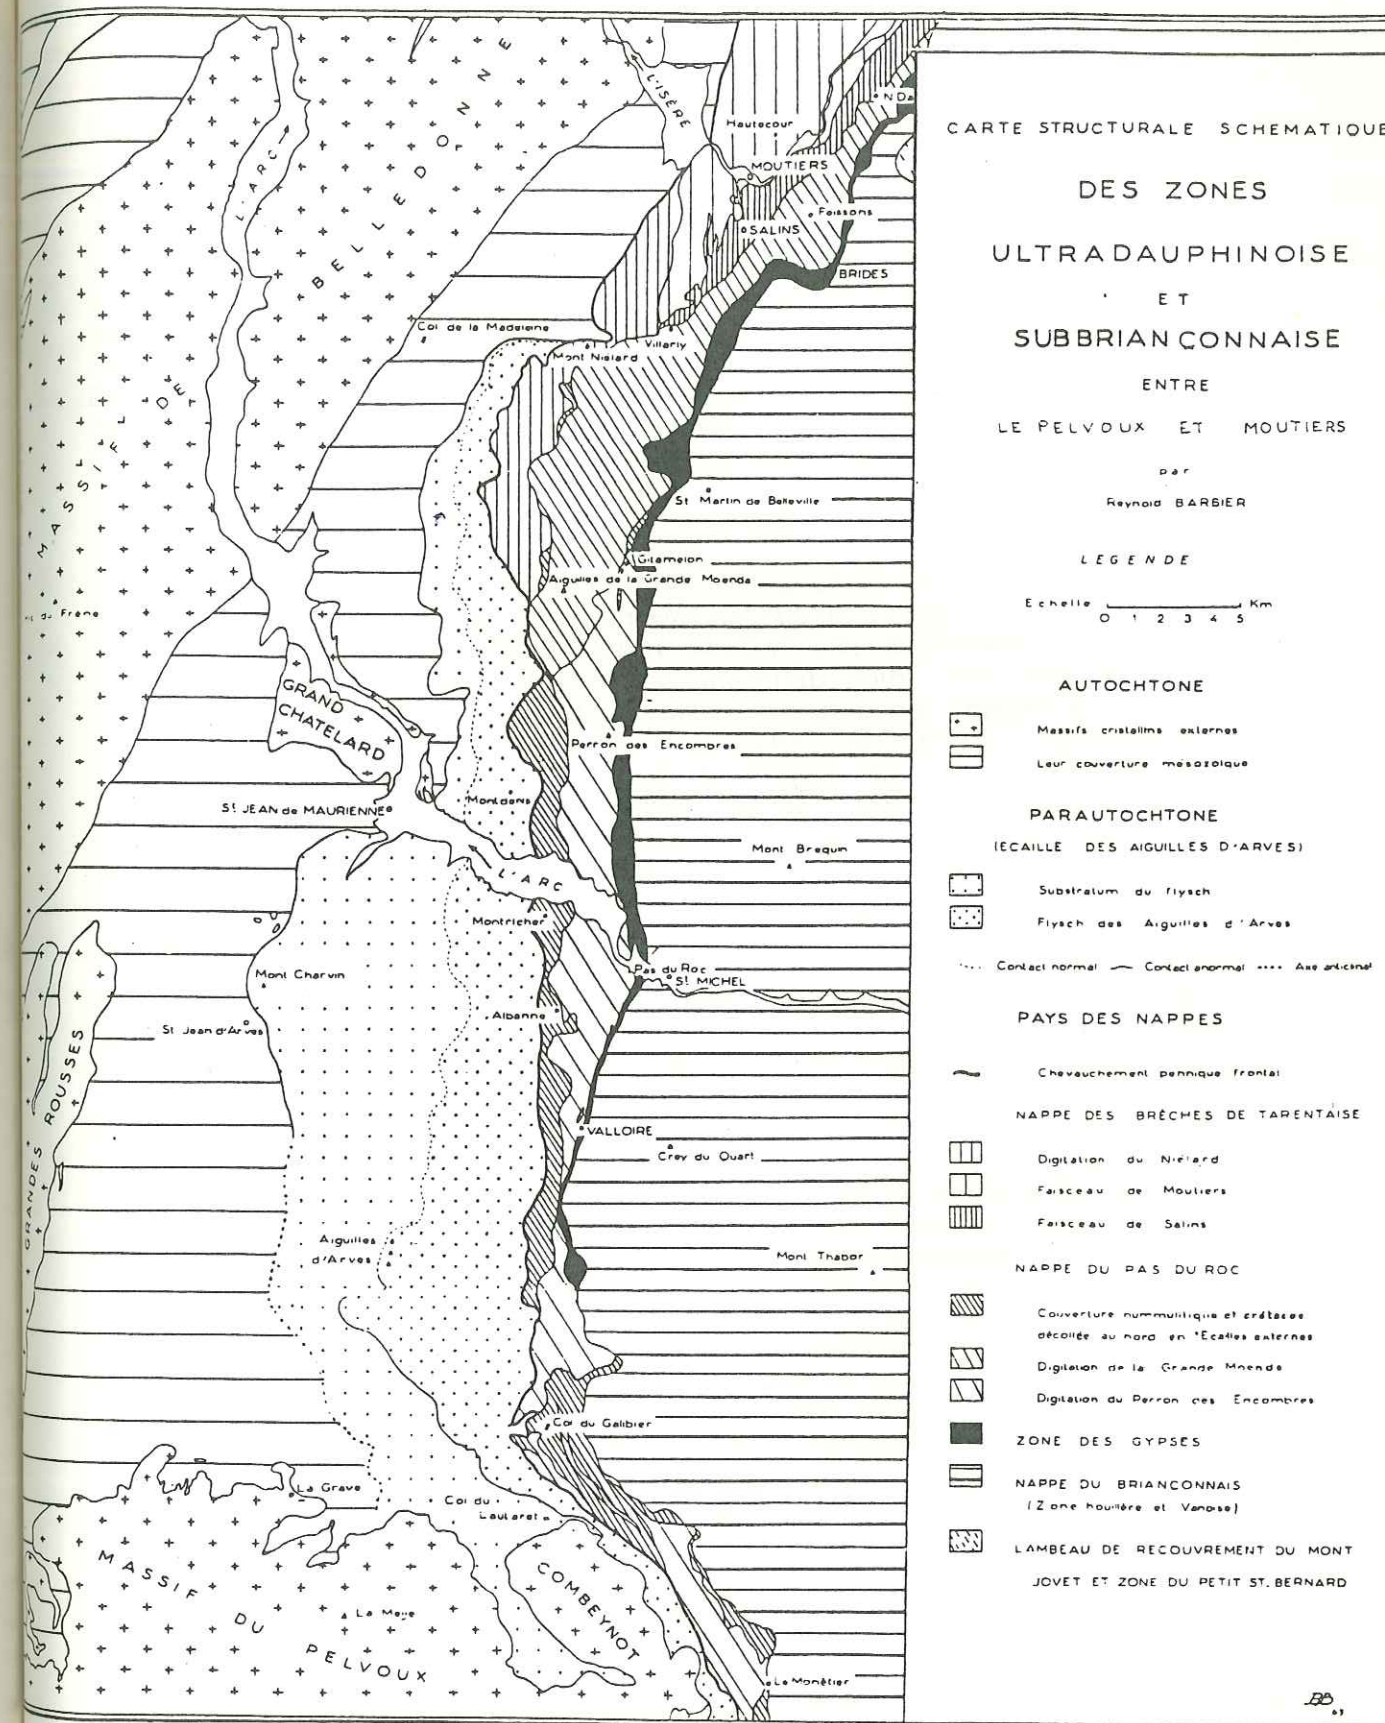 CARTE STRUCTURALE SCHEMATIQUE
DES ZONES
ULTRADAUPHINOISE
ET
SUBBRIANÇONNAISE
ENTRE
LE PELVOUX ET MOUTIERS
par
Reynold BARBIER
LEGENDE
Echelle Km
0 1 2 3 4 5
AUTOCHTONE
Massifs cristallins externes
Leur couverture mésozoïque
PARAUTOCHTONE
(ECAILLE DES AIGUILLES D'ARVES)
Substratum du flysch
Flysch des Aiguilles d'Arves
Contact normal Contact anormal Axe anticlinal
PAYS DES NAPPES
Chevauchement pennique frontal
NAPPE DES BRÈCHES DE TARENTAISE
Digitation du Niélard
Faisceau de Moutiers
Faisceau de Salins
NAPPE DU PAS DU ROC
Couverture nummulitique et crétacée
décollée au nord en "Ecailles externes
Digitation de la Grande Moenda
Digitation du Perron des Encombres
ZONE DES GYPSES
NAPPE DU BRIANCONNAIS
(Zone houillère et Vanoise)
LAMBEAU DE RECOUVREMENT DU MONT
JOVET ET ZONE DU PETIT ST. BERNARD
MASSIF DE BELLEDONNE
L'ARC
L'ISÈRE
N D
Hautecour
MOUTIERS
Feissons
SALINS
BRIDES
Col de la Madeleine
Mont Niélard
Villarly
St Martin de Belleville
Gitamelon
Aiguilles de la Grande Moenda
du Frêne
GRAND
CHATELARD
Perron des Encombres
Montdenis
St JEAN de MAURIENNE
Mont Brequin
L'ARC
Montricher
Pas du Roc
St MICHEL
Mont Charvin
Albanne
St Jean d'Arves
GRANDES ROUSSES
VALLOIRE
Crey du Quart
Aiguilles
d'Arves
Mont Thabor
Col du Galibier
La Grave
Col du
Lautaret
MASSIF DU PELVOUX
La Meije
COMBEYNOT
Le Monêtier